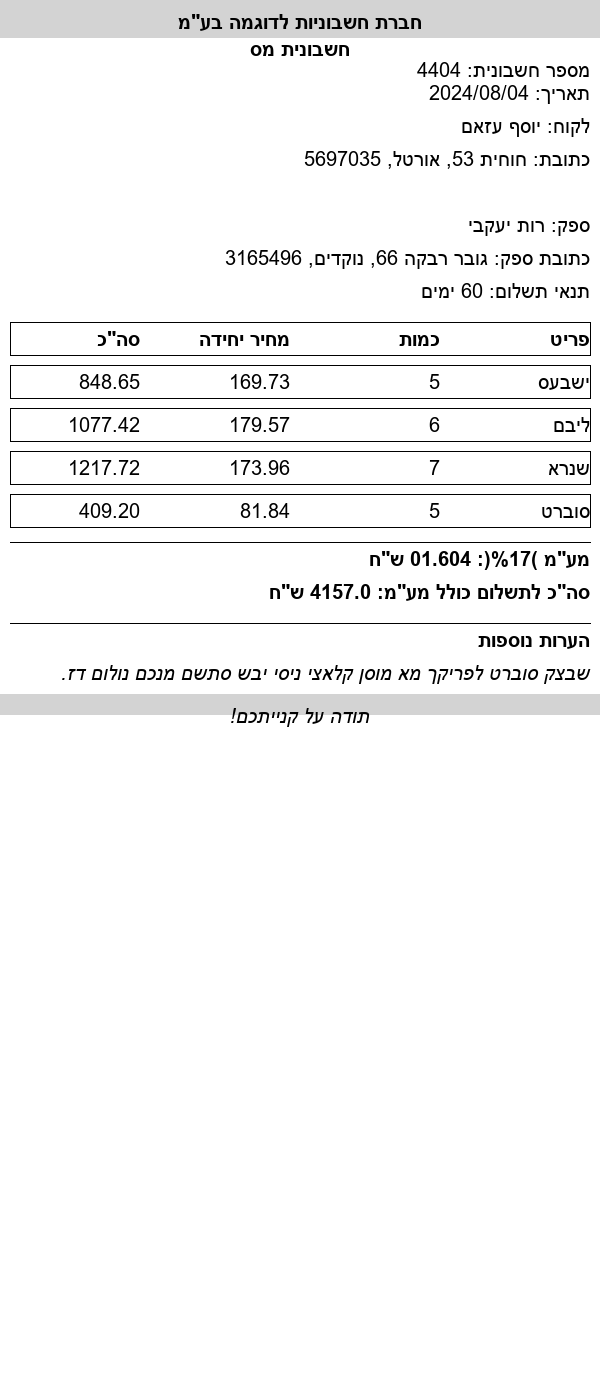 חברת חשבוניות לדוגמה בע"מ
חשבונית מס
מספר חשבונית: 4404
תאריך: 2024/08/04
לקוח: יוסף עזאם
כתובת: חוחית 53, אורטל, 5697035
ספק: רות יעקבי
כתובת ספק: גובר רבקה 66, נוקדים, 3165496
תנאי תשלום: 60 ימים
פריט כמות מחיר יחידה סה"כ
ישבעס 5 169.73 848.65
ליבם 6 179.57 1077.42
שנרא 7 173.96 1217.72
סוברט 5 81.84 409.20
מע"מ )17%(: 01.604 ש"ח
סה"כ לתשלום כולל מע"מ: 4157.0 ש"ח
הערות נוספות
שבצק סוברט לפריקך מא מוסן קלאצי ניסי יבש סתשם מנכם נולום דז.
תודה על קנייתכם!